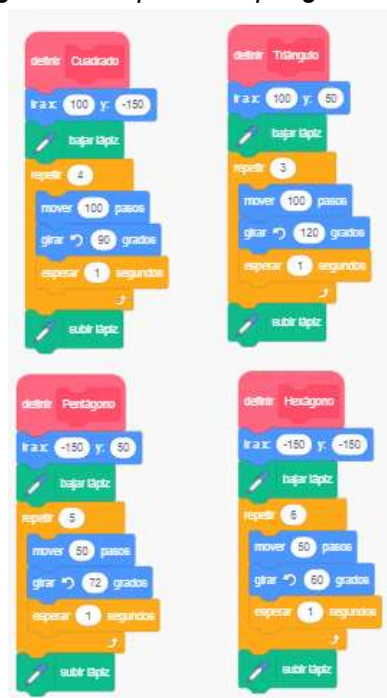 definir Cuadrado
ir a x: 100 y: -150
bajar lápiz
repetir 4
mover 100 pasos
girar 90 grados
esperar 1 segundos
subir lápiz
definir Triángulo
ir a x: 100 y: 50
bajar lápiz
repetir 3
mover 100 pasos
girar 120 grados
esperar 1 segundos
subir lápiz
definir Pentágono
ir a x: -150 y: 50
bajar lápiz
repetir 5
mover 50 pasos
girar 72 grados
esperar 1 segundos
subir lápiz
definir Hexágono
ir a x: -150 y: -150
bajar lápiz
repetir 6
mover 50 pasos
girar 60 grados
esperar 1 segundos
subir lápiz